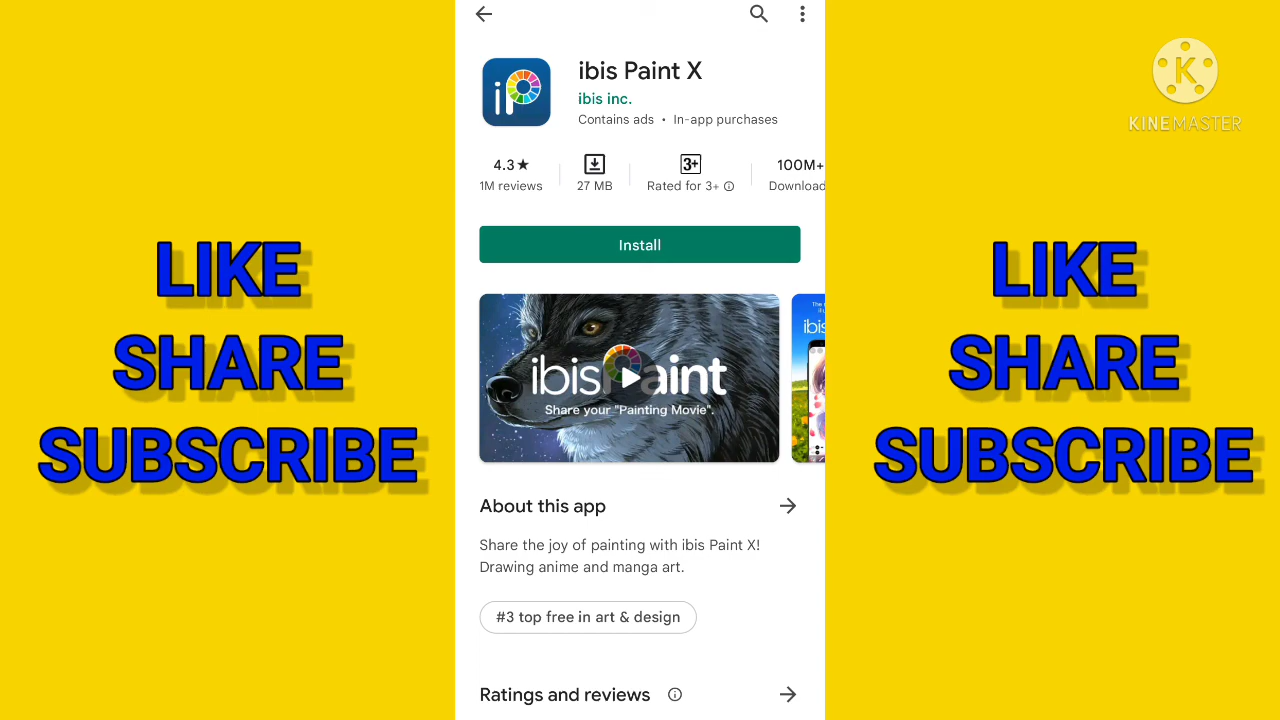 LIKE
SHARE
SUBSCRIBE
iP
ibis Paint X
ibis inc.
Contains ads • In-app purchases
4.3★
1M reviews
27 MB
3+
Rated for 3+
100M+
Download
Install
ibis Paint
Share your "Painting Movie".
ibis
About this app
Share the joy of painting with ibis Paint X!
Drawing anime and manga art.
#3 top free in art & design
Ratings and reviews
K
KINEMASTER
LIKE
SHARE
SUBSCRIBE